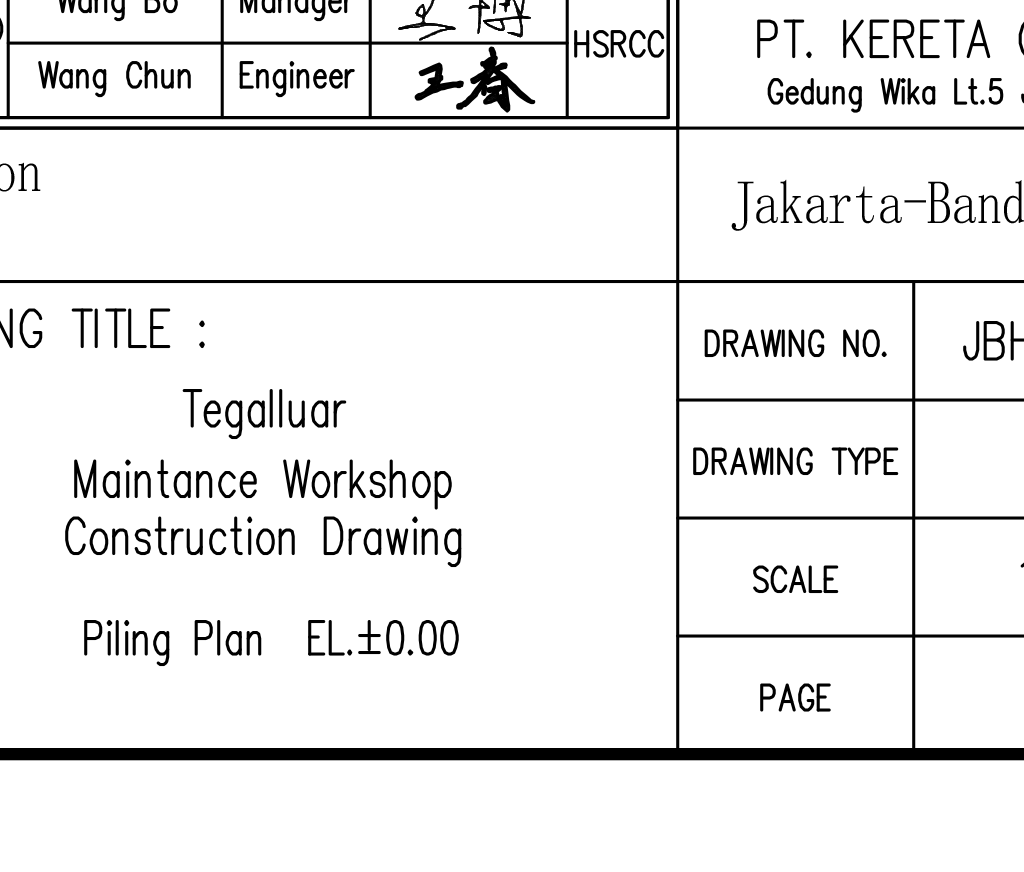 Wang Bo Manager 王博
HSRCC
Wang Chun Engineer 王春
PT. KERETA
Gedung Wika Lt.5
on
Jakarta-Band
NG TITLE :
Tegalluar
Maintance Workshop
Construction Drawing
Piling Plan EL.±0.00
DRAWING NO. JBH
DRAWING TYPE
SCALE
PAGE